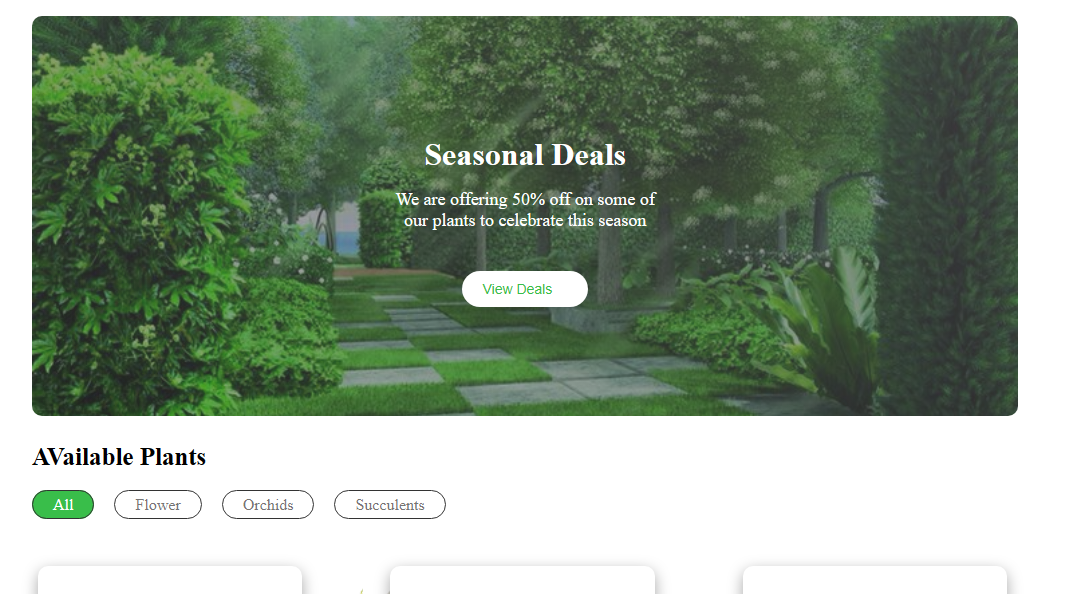 Seasonal Deals
We are offering 50% off on some of
our plants to celebrate this season
View Deals
AVailable Plants
All
Flower
Orchids
Succulents